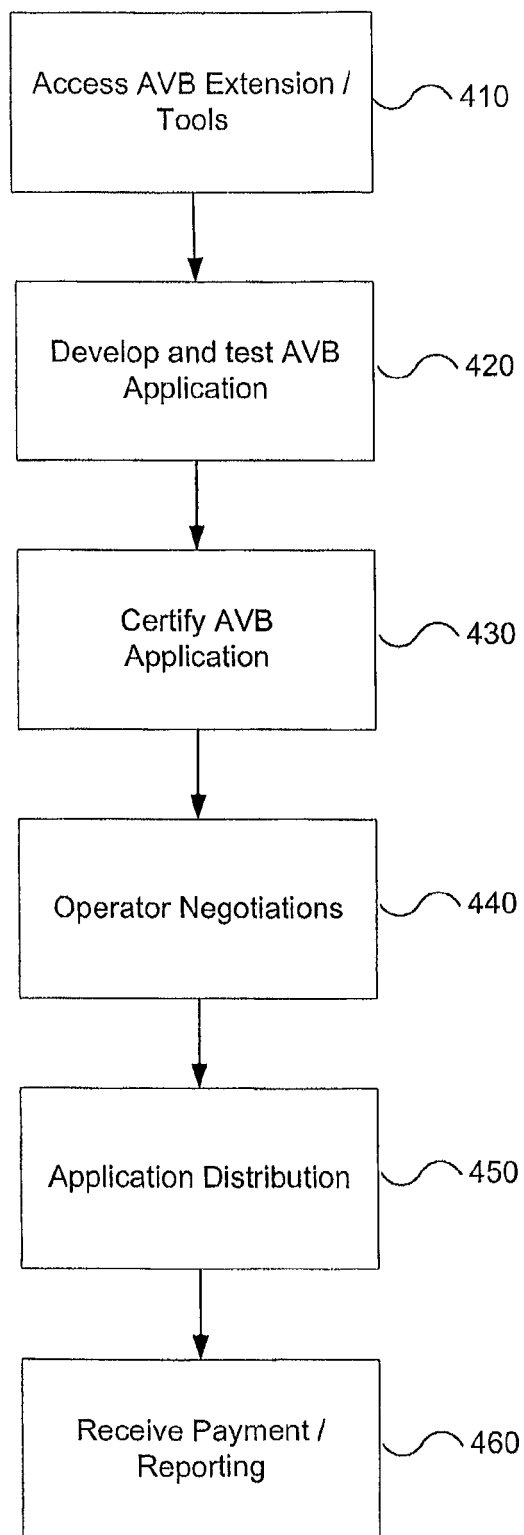 Access AVB Extension /
Tools
410
Develop and test AVB
Application
420
Certify AVB
Application
430
Operator Negotiations
440
Application Distribution
450
Receive Payment /
Reporting
460